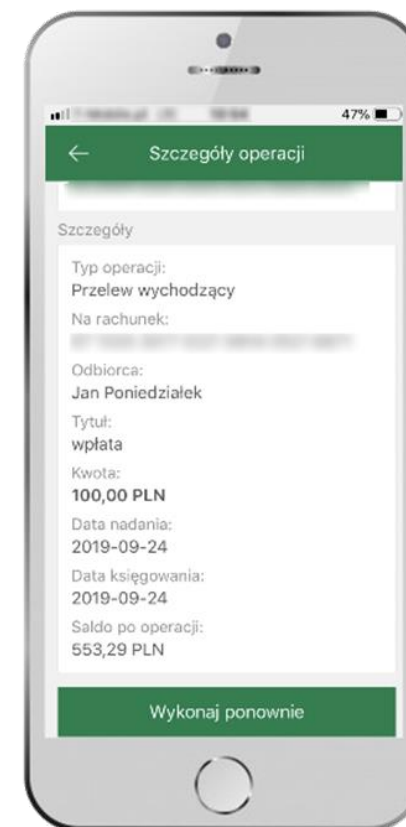 47%
Szczegóły operacji
Szczegóły
Typ operacji:
Przelew wychodzący
Na rachunek:
Odbiorca:
Jan Poniedziałek
Tytuł:
wpłata
Kwota:
100,00 PLN
Data nadania:
2019-09-24
Data księgowania:
2019-09-24
Saldo po operacji:
553,29 PLN
Wykonaj ponownie